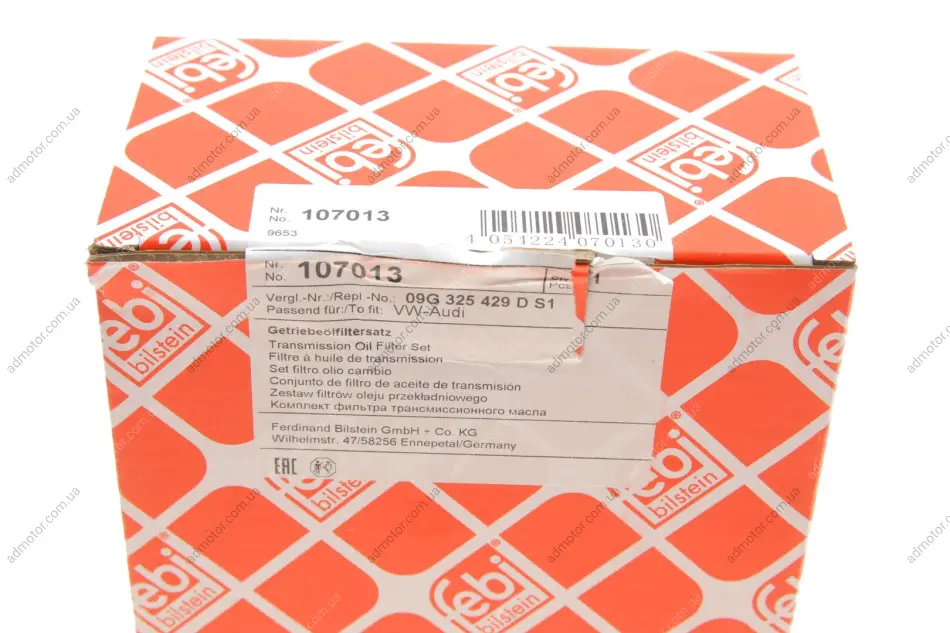 febi
bilstein
Nr.
No. 107013
9653
4 054224 070130
Nr.
No. 107013
1
Vergl.-Nr.:/Repl.-No.: 09G 325 429 D S1
Passend für:/To fit: VW-Audi
Getriebeölfiltersatz
Transmission Oil Filter Set
Filtre à huile de transmission
Set filtro olio cambio
Conjunto de filtro de aceite de transmisión
Zestaw filtrów oleju przekładniowego
Комплект фильтра трансмиссионного масла
Ferdinand Bilstein GmbH + Co. KG
Wilhelmstr. 47/58256 Ennepetal/Germany
EAC
febi
bilstein
admotor.com.ua